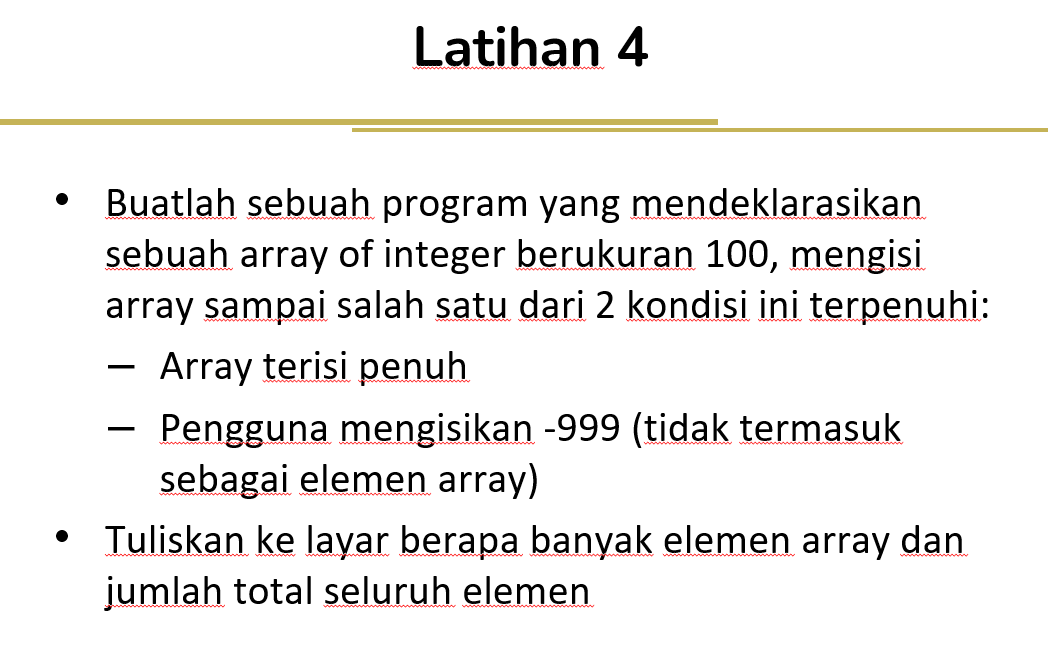 Latihan 4
• Buatlah sebuah program yang mendeklarasikan
sebuah array of integer berukuran 100, mengisi
array sampai salah satu dari 2 kondisi ini terpenuhi:
– Array terisi penuh
– Pengguna mengisikan -999 (tidak termasuk
sebagai elemen array)
• Tuliskan ke layar berapa banyak elemen array dan
jumlah total seluruh elemen